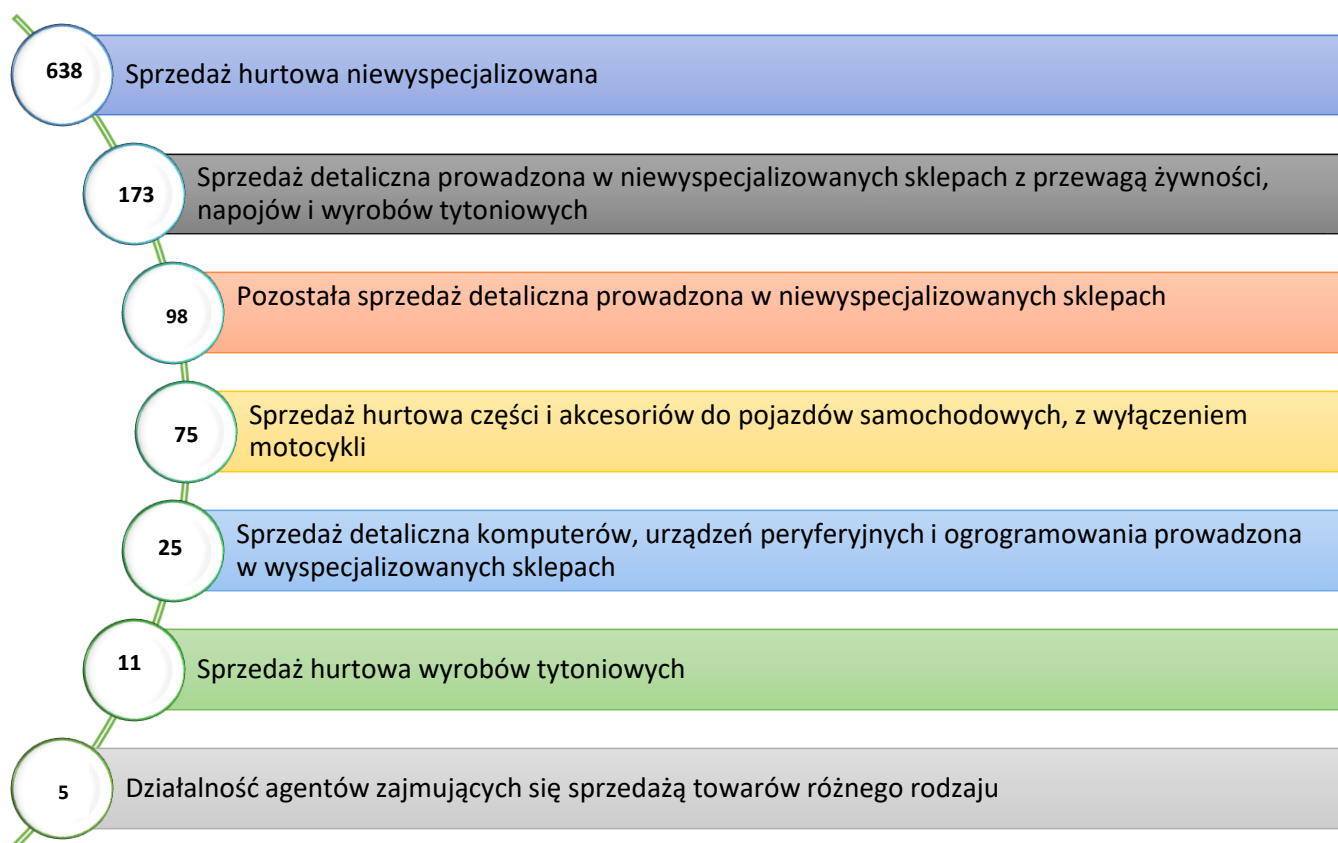 638
Sprzedaż hurtowa niewyspecjalizowana
173
Sprzedaż detaliczna prowadzona w niewyspecjalizowanych sklepach z przewagą żywności,
napojów i wyrobów tytoniowych
98
Pozostała sprzedaż detaliczna prowadzona w niewyspecjalizowanych sklepach
75
Sprzedaż hurtowa części i akcesoriów do pojazdów samochodowych, z wyłączeniem
motocykli
25
Sprzedaż detaliczna komputerów, urządzeń peryferyjnych i ogrogramowania prowadzona
w wyspecjalizowanych sklepach
11
Sprzedaż hurtowa wyrobów tytoniowych
5
Działalność agentów zajmujących się sprzedażą towarów różnego rodzaju